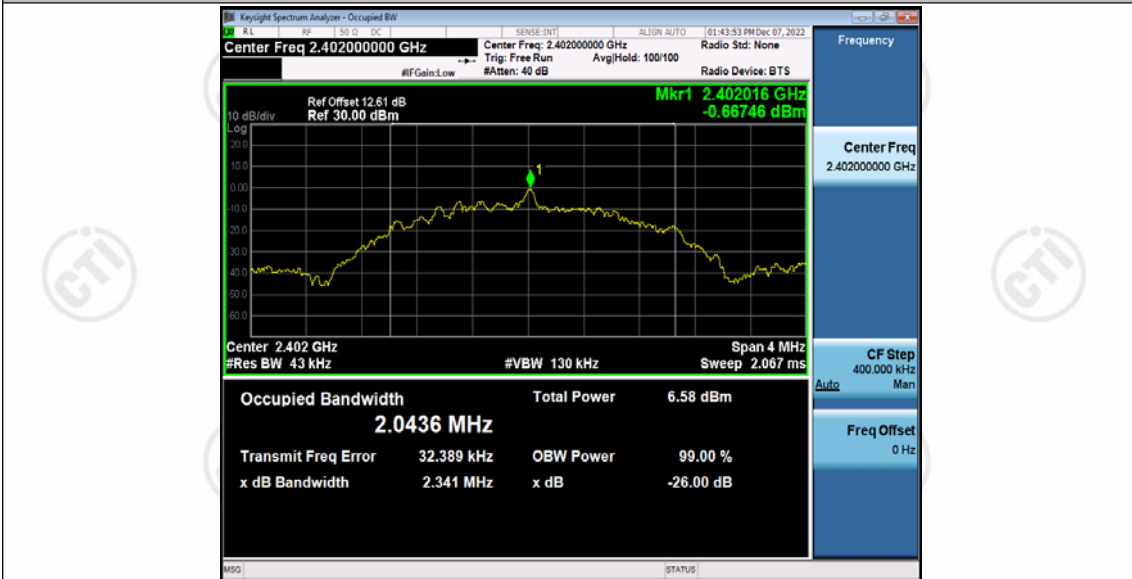 Keysight Spectrum Analyzer - Occupied BW
RL RF 50 Ω DC SENSE:INT ALIGN AUTO 01:43:53 PM Dec 07, 2022
Center Freq 2.402000000 GHz
Center Freq: 2.402000000 GHz Radio Std: None
Trig: Free Run Avg|Hold: 100/100
#IFGain:Low #Atten: 40 dB Radio Device: BTS
Frequency
Mkr1 2.402016 GHz
-0.66746 dBm
Ref Offset 12.61 dB
10 dB/div Ref 30.00 dBm
Log
20.0
10.0
0.00
-10.0
-20.0
-30.0
-40.0
-50.0
-60.0
1
Center 2.402 GHz Span 4 MHz
#Res BW 43 kHz #VBW 130 kHz Sweep 2.067 ms
Occupied Bandwidth Total Power 6.58 dBm
2.0436 MHz
Transmit Freq Error 32.389 kHz OBW Power 99.00 %
x dB Bandwidth 2.341 MHz x dB -26.00 dB
Center Freq
2.402000000 GHz
CF Step
400.000 kHz
Auto Man
Freq Offset
0 Hz
MSG STATUS
CTI
CTI